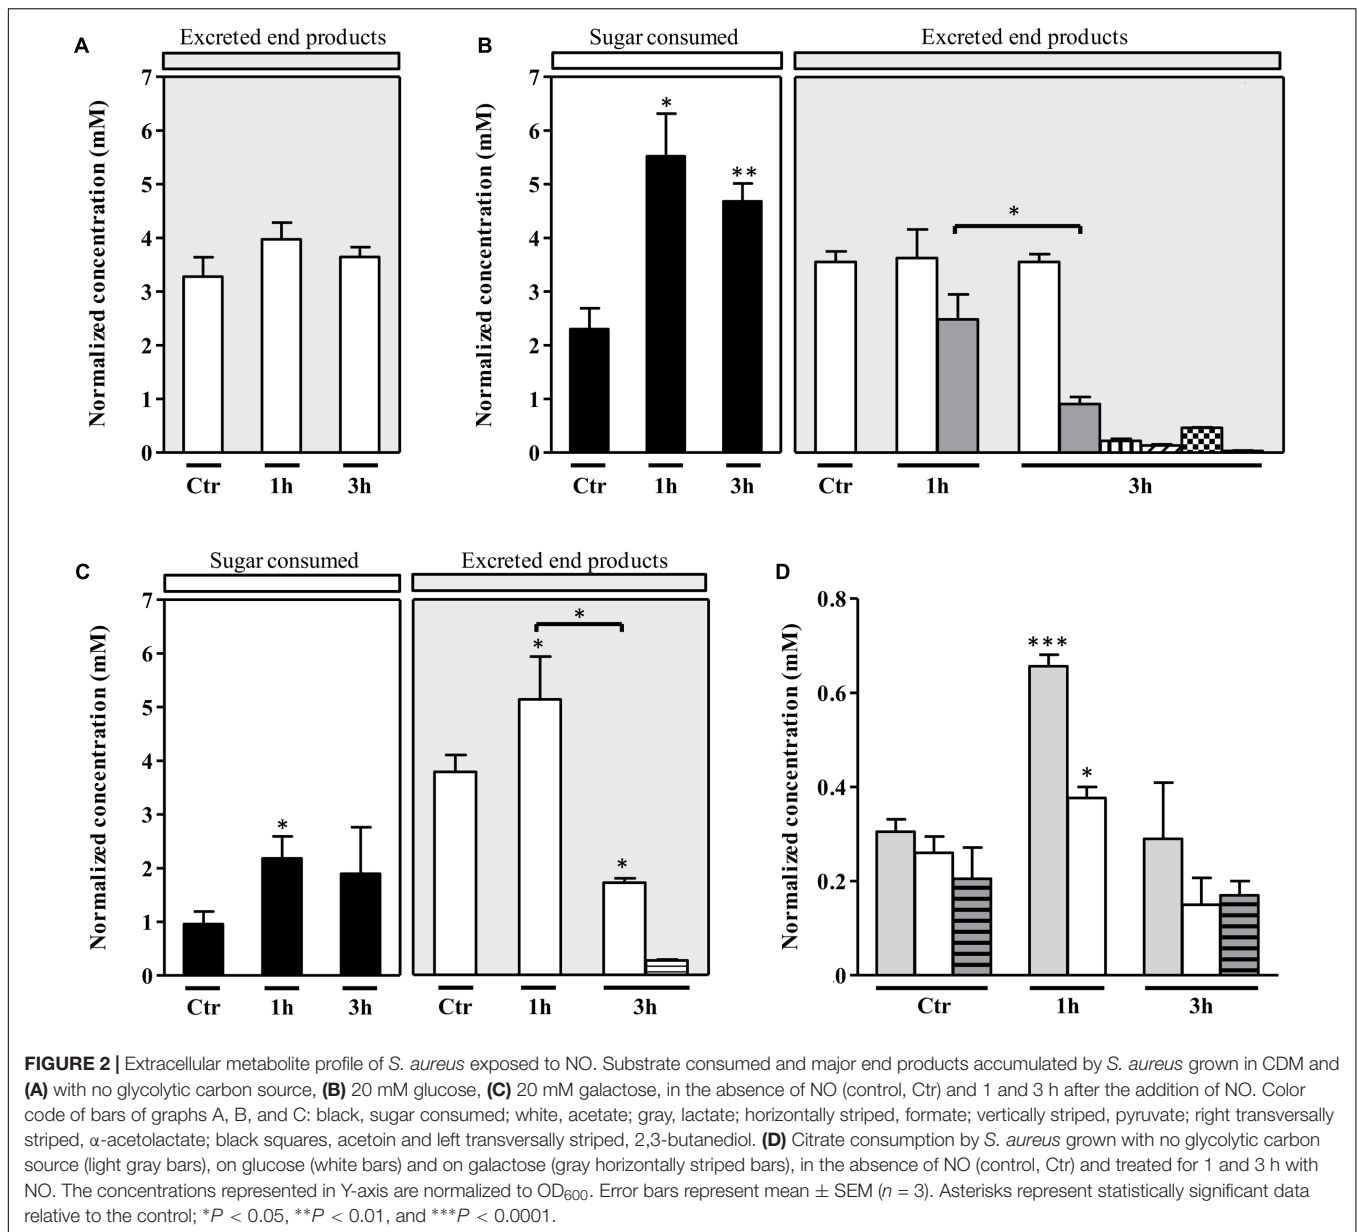 A
Excreted end products
Normalized concentration (mM)
7
6
5
4
3
2
1
0
Ctr 1h 3h
B
Sugar consumed
Excreted end products
Normalized concentration (mM)
7
6
5
4
3
2
1
0
*
**
*
Ctr 1h 3h
Ctr 1h 3h
C
Sugar consumed
Excreted end products
Normalized concentration (mM)
7
6
5
4
3
2
1
0
*
*
*
*
Ctr 1h 3h
Ctr 1h 3h
D
Normalized concentration (mM)
0.8
0.6
0.4
0.2
.0
***
*
Ctr 1h 3h
FIGURE 2 | Extracellular metabolite profile of S. aureus exposed to NO. Substrate consumed and major end products accumulated by S. aureus grown in CDM and
(A) with no glycolytic carbon source, (B) 20 mM glucose, (C) 20 mM galactose, in the absence of NO (control, Ctr) and 1 and 3 h after the addition of NO. Color
code of bars of graphs A, B, and C: black, sugar consumed; white, acetate; gray, lactate; horizontally striped, formate; vertically striped, pyruvate; right transversally
striped, α-acetolactate; black squares, acetoin and left transversally striped, 2,3-butanediol. (D) Citrate consumption by S. aureus grown with no glycolytic carbon
source (light gray bars), on glucose (white bars) and on galactose (gray horizontally striped bars), in the absence of NO (control, Ctr) and treated for 1 and 3 h with
NO. The concentrations represented in Y-axis are normalized to OD600. Error bars represent mean ± SEM (n = 3). Asterisks represent statistically significant data
relative to the control; *P < 0.05, **P < 0.01, and ***P < 0.0001.